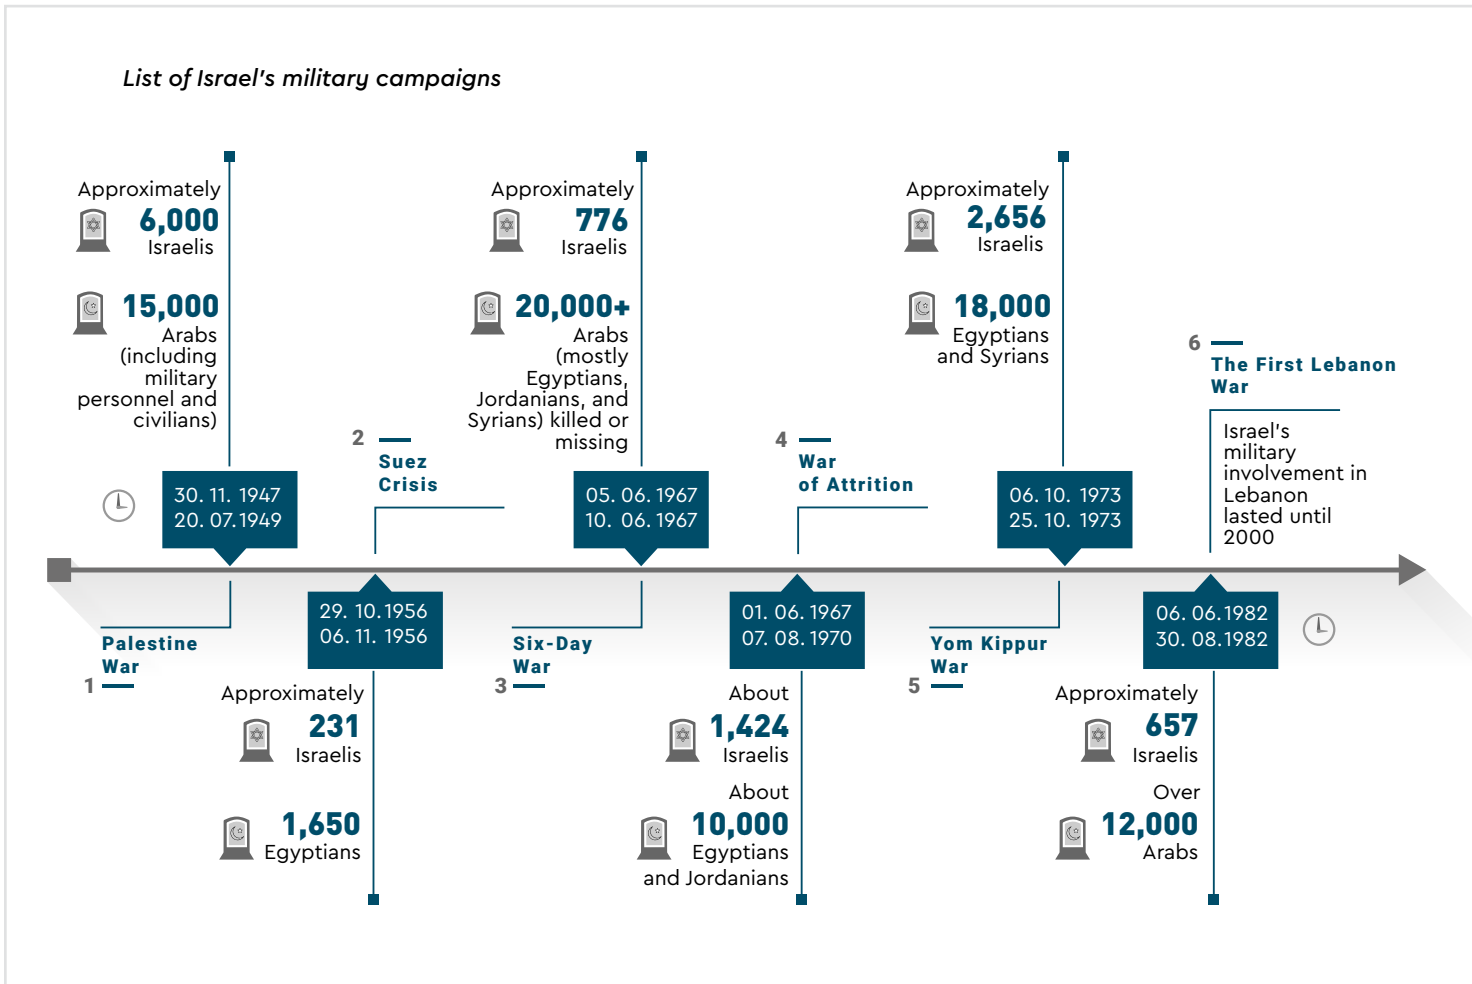 List of Israel's military campaigns
Approximately
6,000
Israelis
15,000
Arabs
(including
military
personnel and
civilians)
30. 11. 1947
20. 07. 1949
Palestine
War
1
2
Suez
Crisis
29. 10. 1956
06. 11. 1956
Approximately
231
Israelis
1,650
Egyptians
Approximately
776
Israelis
20,000+
Arabs
(mostly
Egyptians,
Jordanians, and
Syrians) killed or
missing
05. 06. 1967
10. 06. 1967
Six-Day
War
3
4
War
of Attrition
01. 06. 1967
07. 08. 1970
About
1,424
Israelis
About
10,000
Egyptians
and Jordanians
Approximately
2,656
Israelis
18,000
Egyptians
and Syrians
06. 10. 1973
25. 10. 1973
Yom Kippur
War
5
6
The First Lebanon
War
Israel's
military
involvement in
Lebanon
lasted until
2000
06. 06. 1982
30. 08. 1982
Approximately
657
Israelis
Over
12,000
Arabs